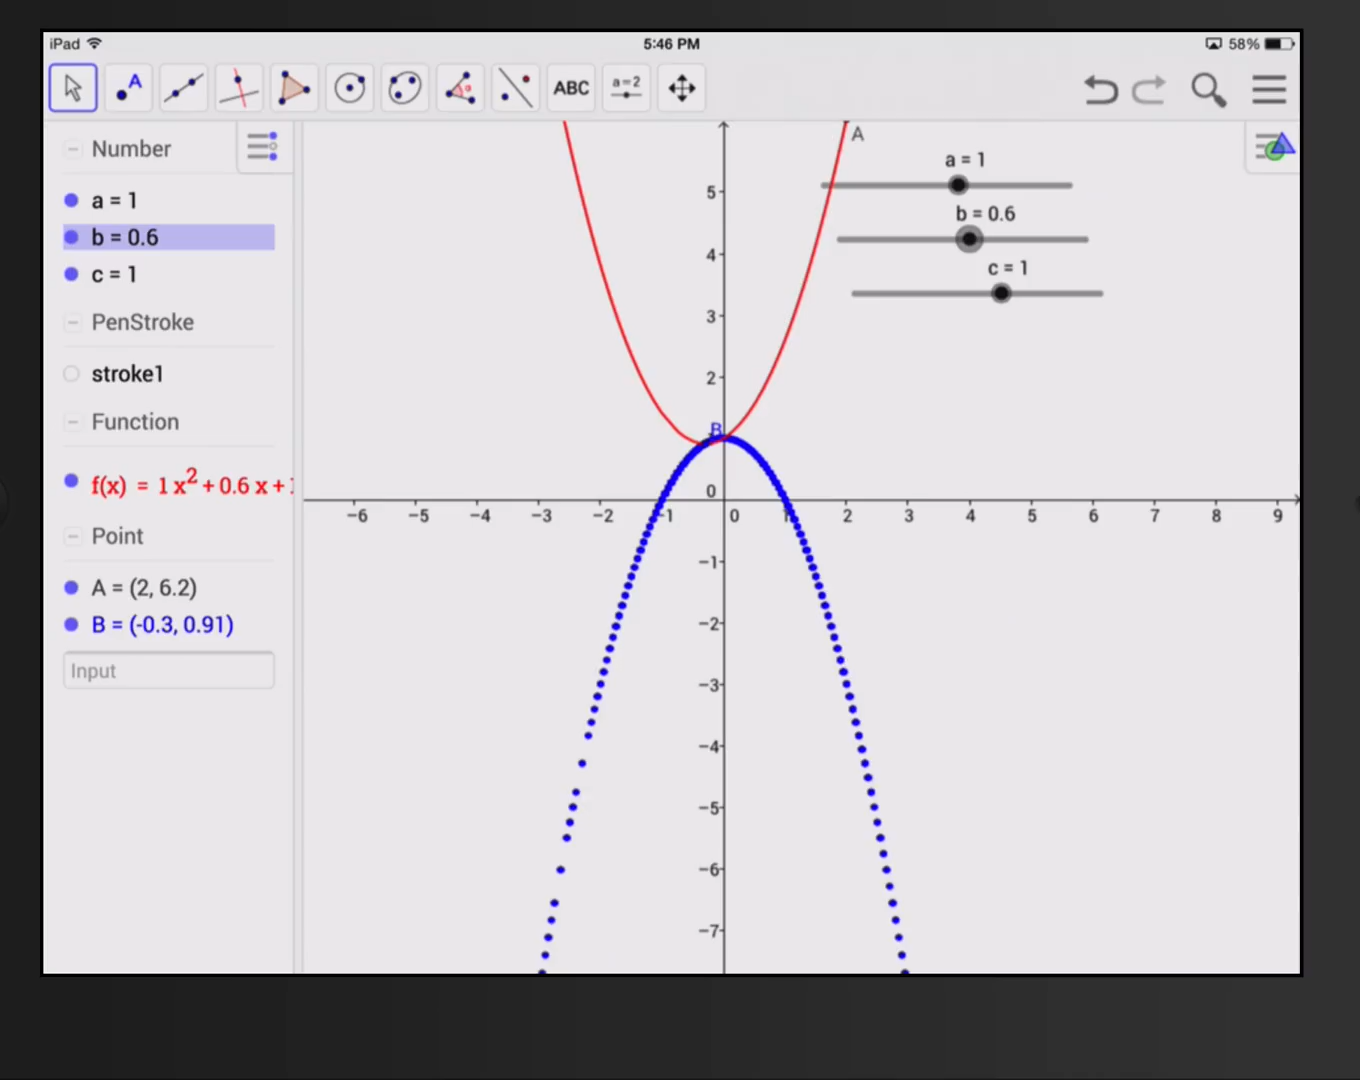 iPad
5:46 PM
58%
A
ABC
a=2
Number
a = 1
b = 0.6
c = 1
PenStroke
stroke1
Function
f(x) = 1 x² + 0.6 x +
Point
A = (2, 6.2)
B = (-0.3, 0.91)
Input
A
a = 1
b = 0.6
c = 1
B
5
4
3
2
0
−6 −5 −4 −3 −2 −1 0 1 2 3 4 5 6 7 8 9
−1
−2
−3
−4
−5
−6
−7